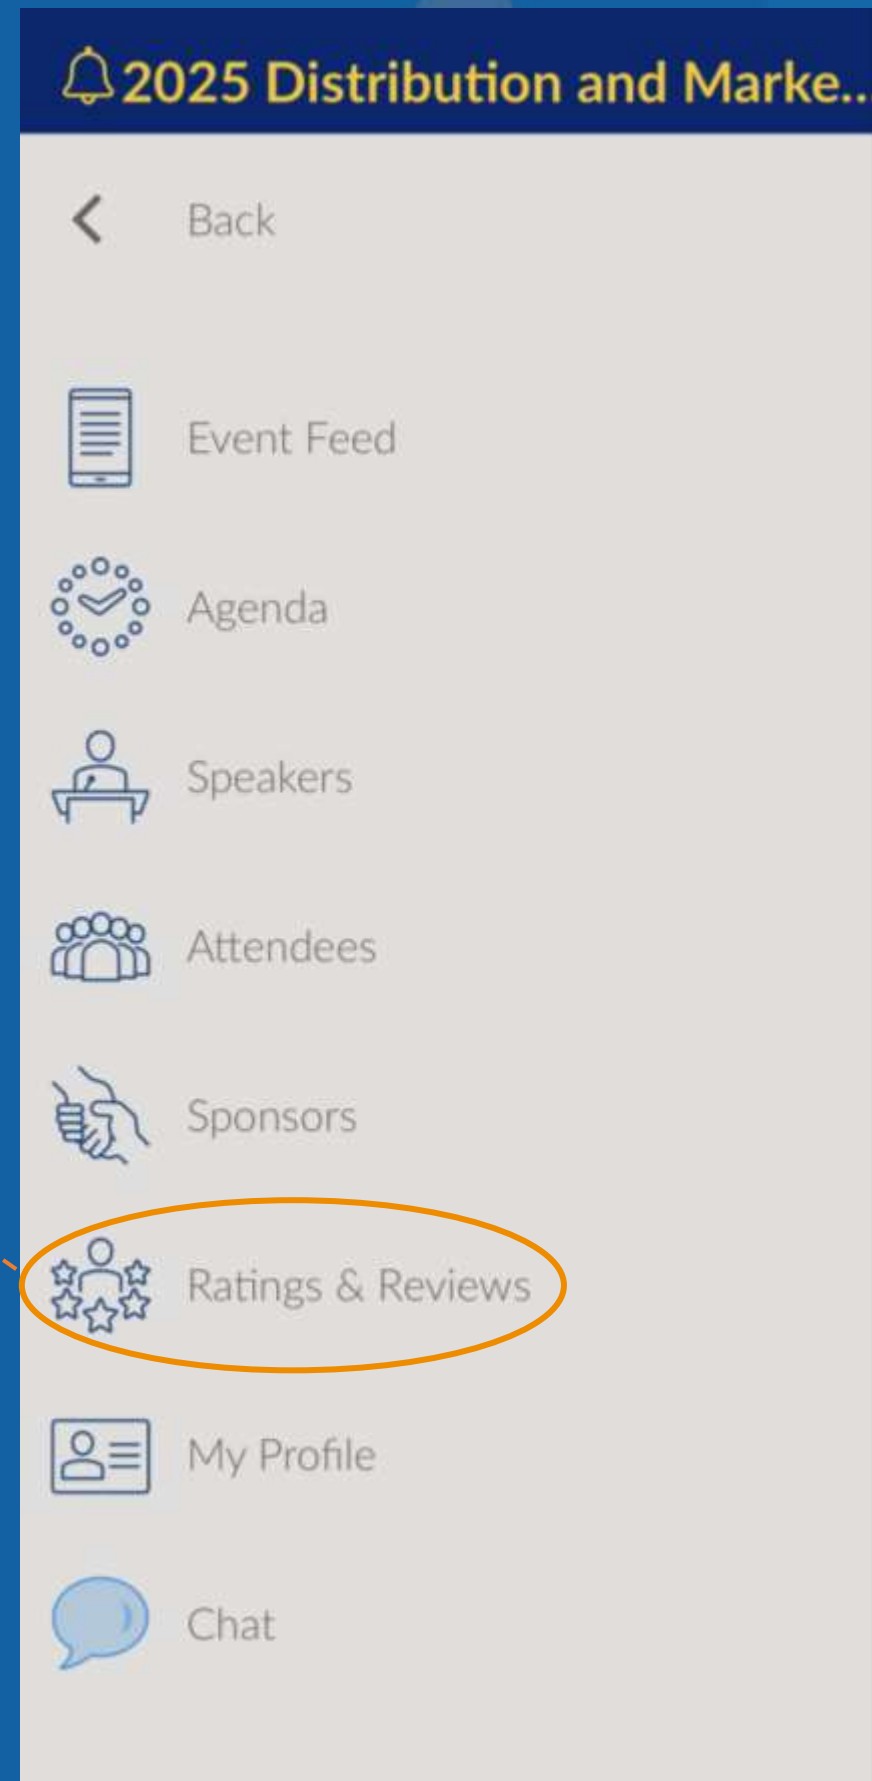 2025 Distribution and Marke...
Back
Event Feed
Agenda
Speakers
Attendees
Sponsors
Ratings & Reviews
My Profile
Chat